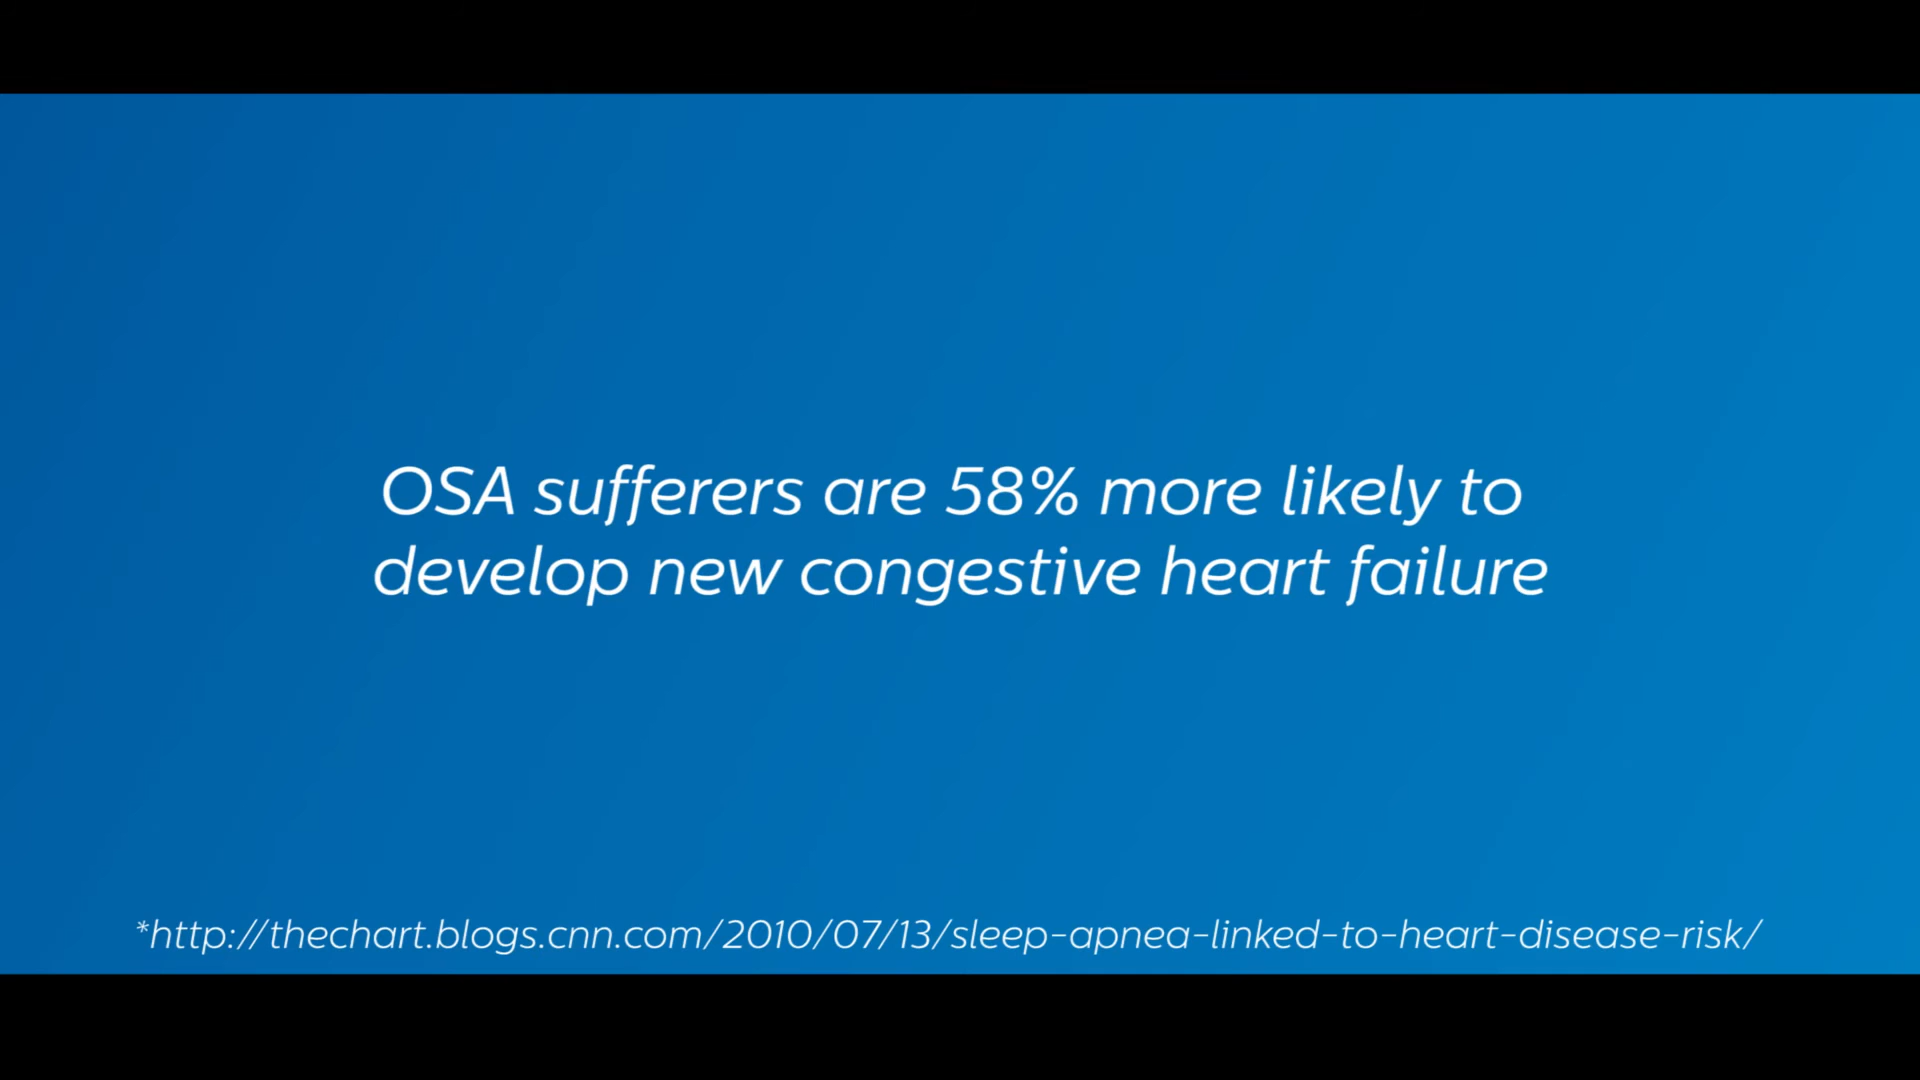 OSA sufferers are 58% more likely to
develop new congestive heart failure
*http://thechart.blogs.cnn.com/2010/07/13/sleep-apnea-linked-to-heart-disease-risk/